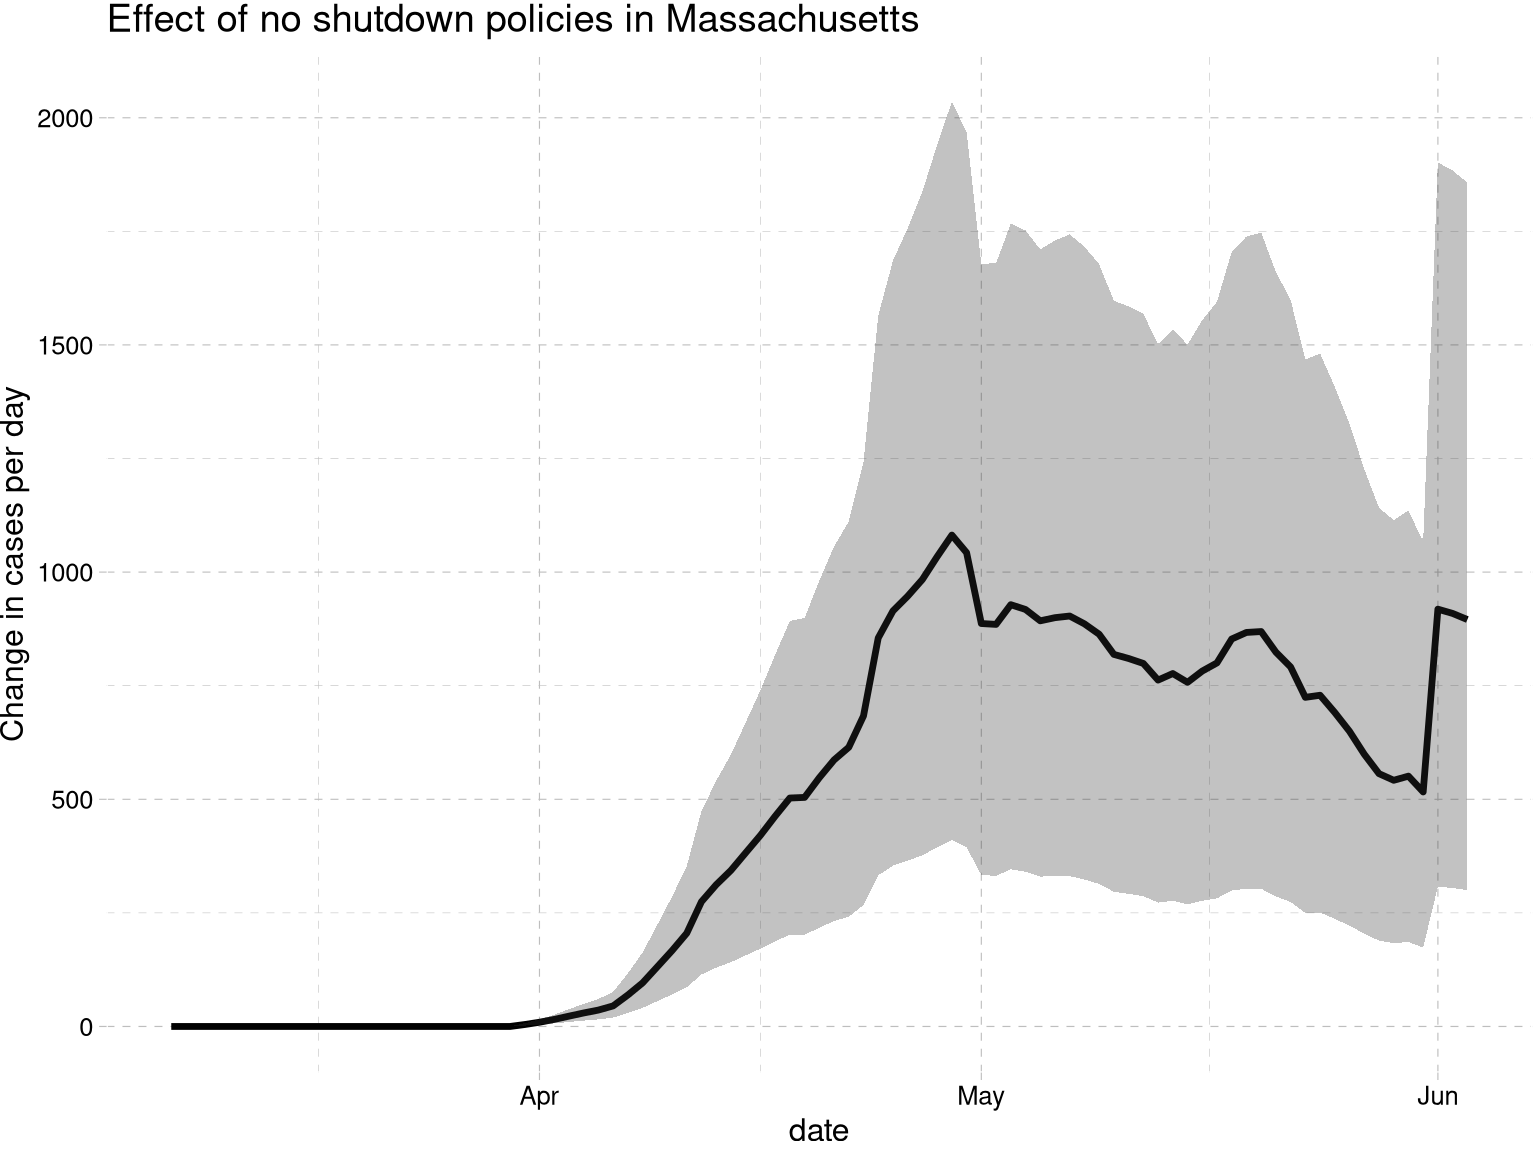 Effect of no shutdown policies in Massachusetts
Change in cases per day
2000
1500
1000
500
0
Apr
May
Jun
date